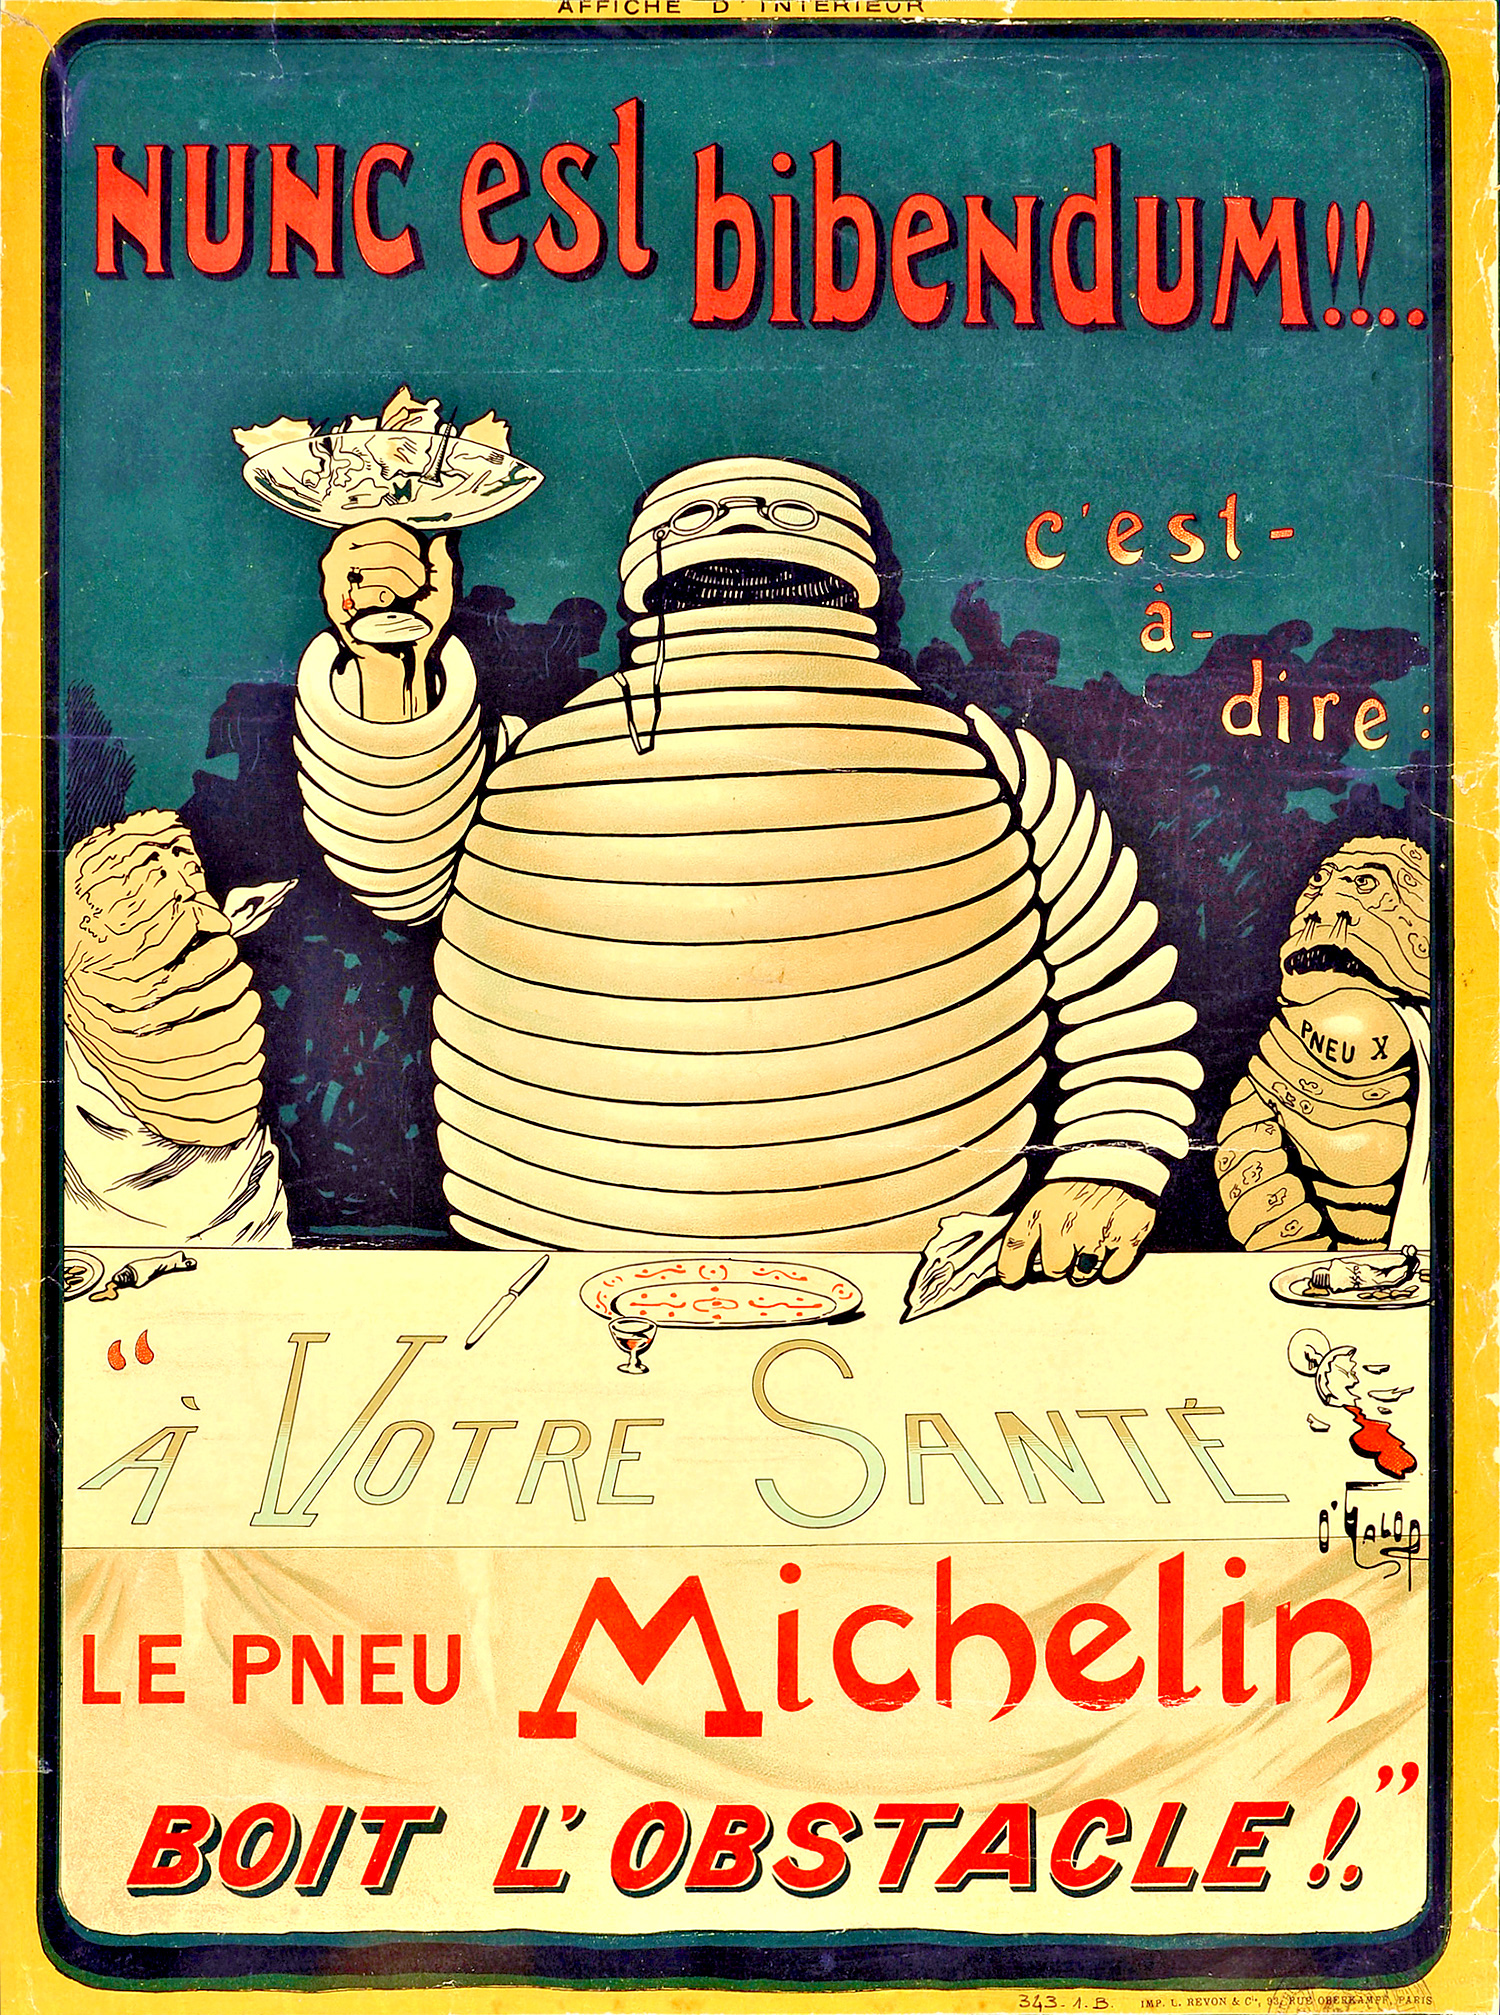 AFFICHE D'INTÉRIEUR
NUNC est bibendum!!....
c'est-
à-
dire:
PNEU X
“
À VOTRE SANTÉ
O'Galop
LE PNEU Michelin
”
BOIT L'OBSTACLE!.
343-1.B. IMP. L. REVON & Cie, 93, RUE OBERKAMPF, PARIS